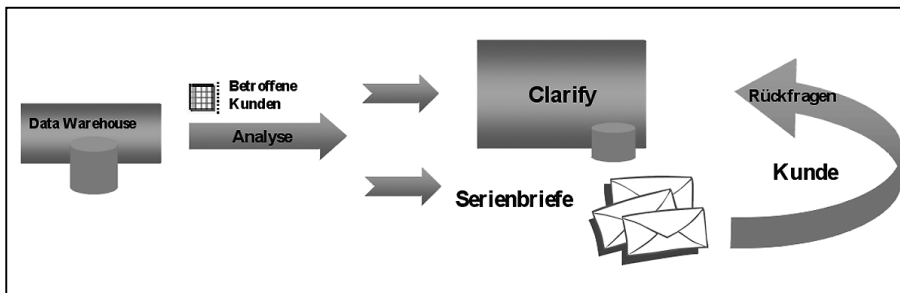 Data Warehouse
Betroffene
Kunden
Analyse
Clarify
Serienbriefe
Rückfragen
Kunde